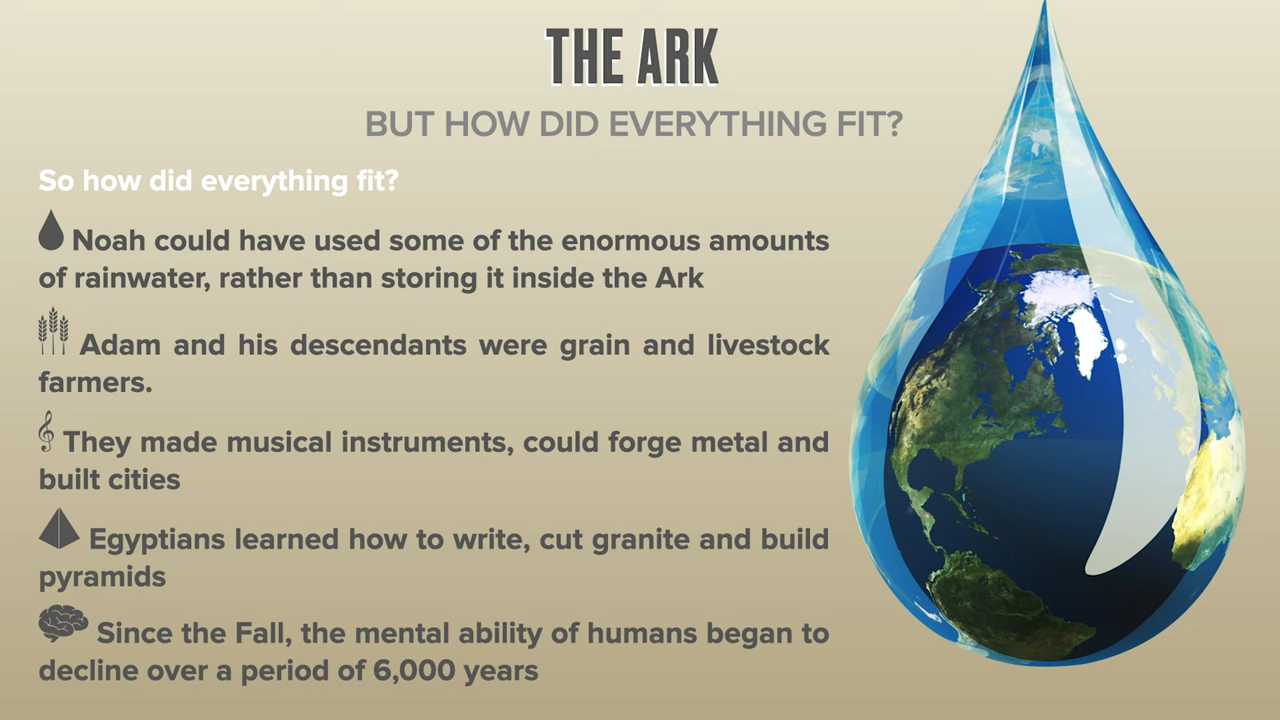 THE ARK
BUT HOW DID EVERYTHING FIT?
So how did everything fit?
Noah could have used some of the enormous amounts
of rainwater, rather than storing it inside the Ark
Adam and his descendants were grain and livestock
farmers.
They made musical instruments, could forge metal and
built cities
Egyptians learned how to write, cut granite and build
pyramids
Since the Fall, the mental ability of humans began to
decline over a period of 6,000 years